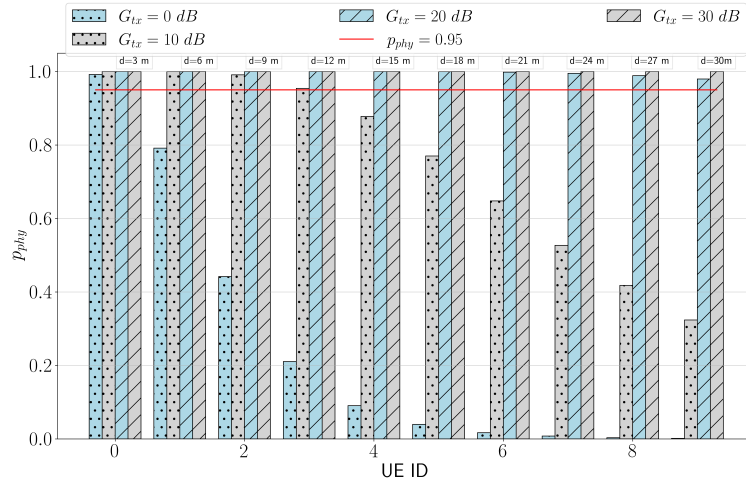 G_tx = 0 dB G_tx = 20 dB G_tx = 30 dB
G_tx = 10 dB p_phy = 0.95
d=3 m d=6 m d=9 m d=12 m d=15 m d=18 m d=21 m d=24 m d=27 m d=30m
1.0
0.8
0.6
0.4
0.2
0.0
p_phy
0 2 4 6 8
UE ID